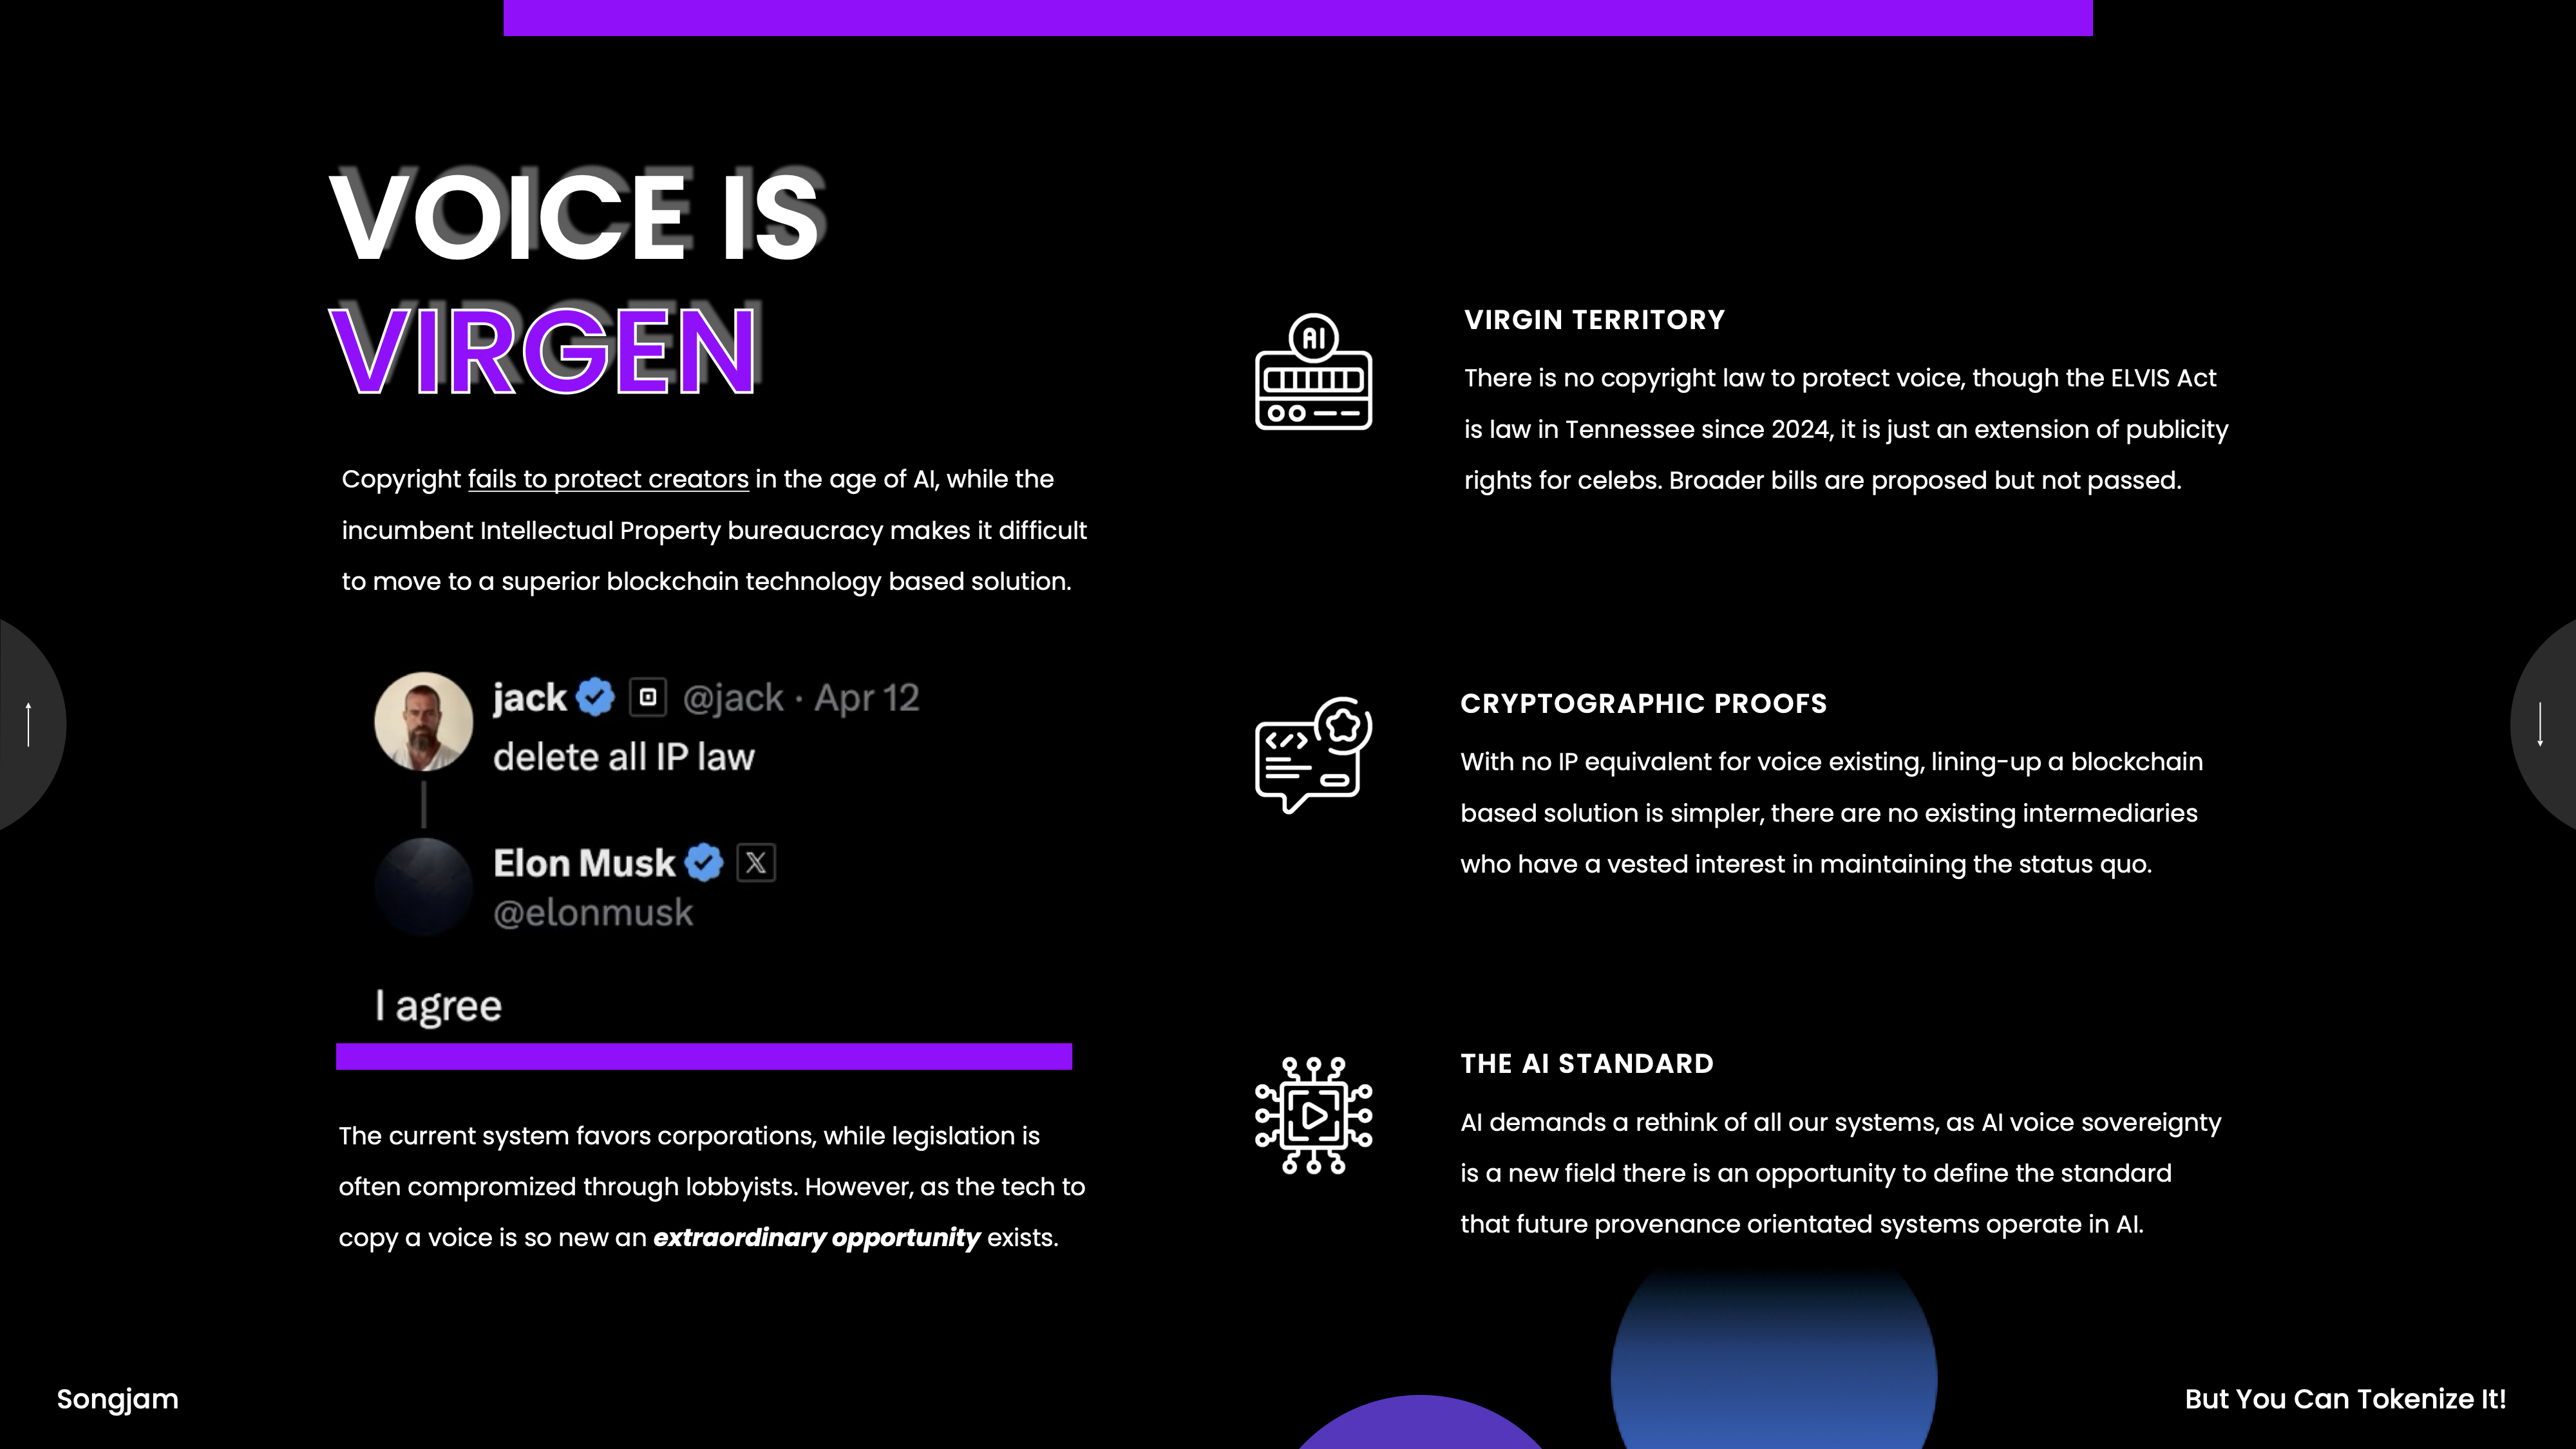 VOICE IS
VIRGEN
Copyright fails to protect creators in the age of AI, while the
incumbent Intellectual Property bureaucracy makes it difficult
to move to a superior blockchain technology based solution.
jack @jack · Apr 12
delete all IP law
Elon Musk
@elonmusk
I agree
The current system favors corporations, while legislation is
often compromized through lobbyists. However, as the tech to
copy a voice is so new an extraordinary opportunity exists.
AI
VIRGIN TERRITORY
There is no copyright law to protect voice, though the ELVIS Act
is law in Tennessee since 2024, it is just an extension of publicity
rights for celebs. Broader bills are proposed but not passed.
CRYPTOGRAPHIC PROOFS
With no IP equivalent for voice existing, lining-up a blockchain
based solution is simpler, there are no existing intermediaries
who have a vested interest in maintaining the status quo.
THE AI STANDARD
AI demands a rethink of all our systems, as AI voice sovereignty
is a new field there is an opportunity to define the standard
that future provenance orientated systems operate in AI.
Songjam
But You Can Tokenize It!